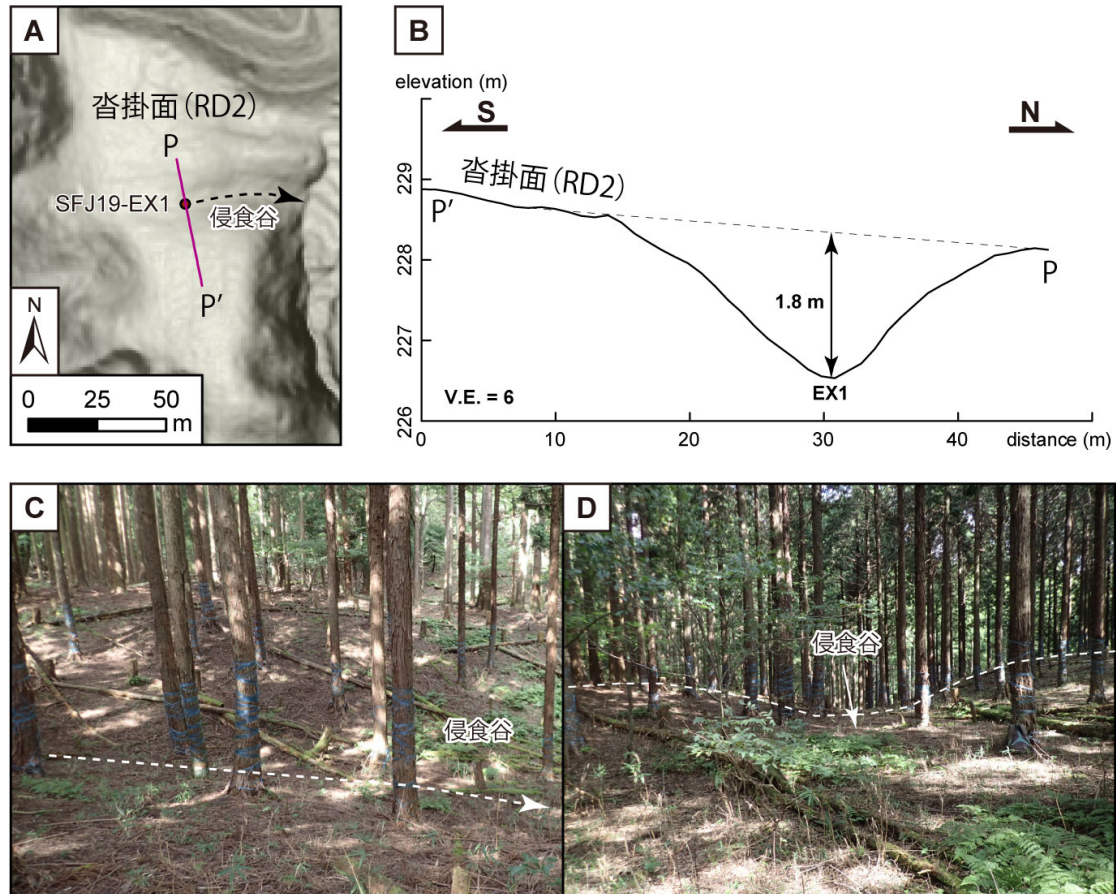 A
沓掛面(RD2)
P
SFJ19-EX1
侵食谷
P’
N
0 25 50
m
B
elevation (m)
S
N
229
沓掛面(RD2)
P’
228
P
1.8 m
227
V.E. = 6
EX1
226
0 10 20 30 40 distance (m)
C
侵食谷
D
侵食谷